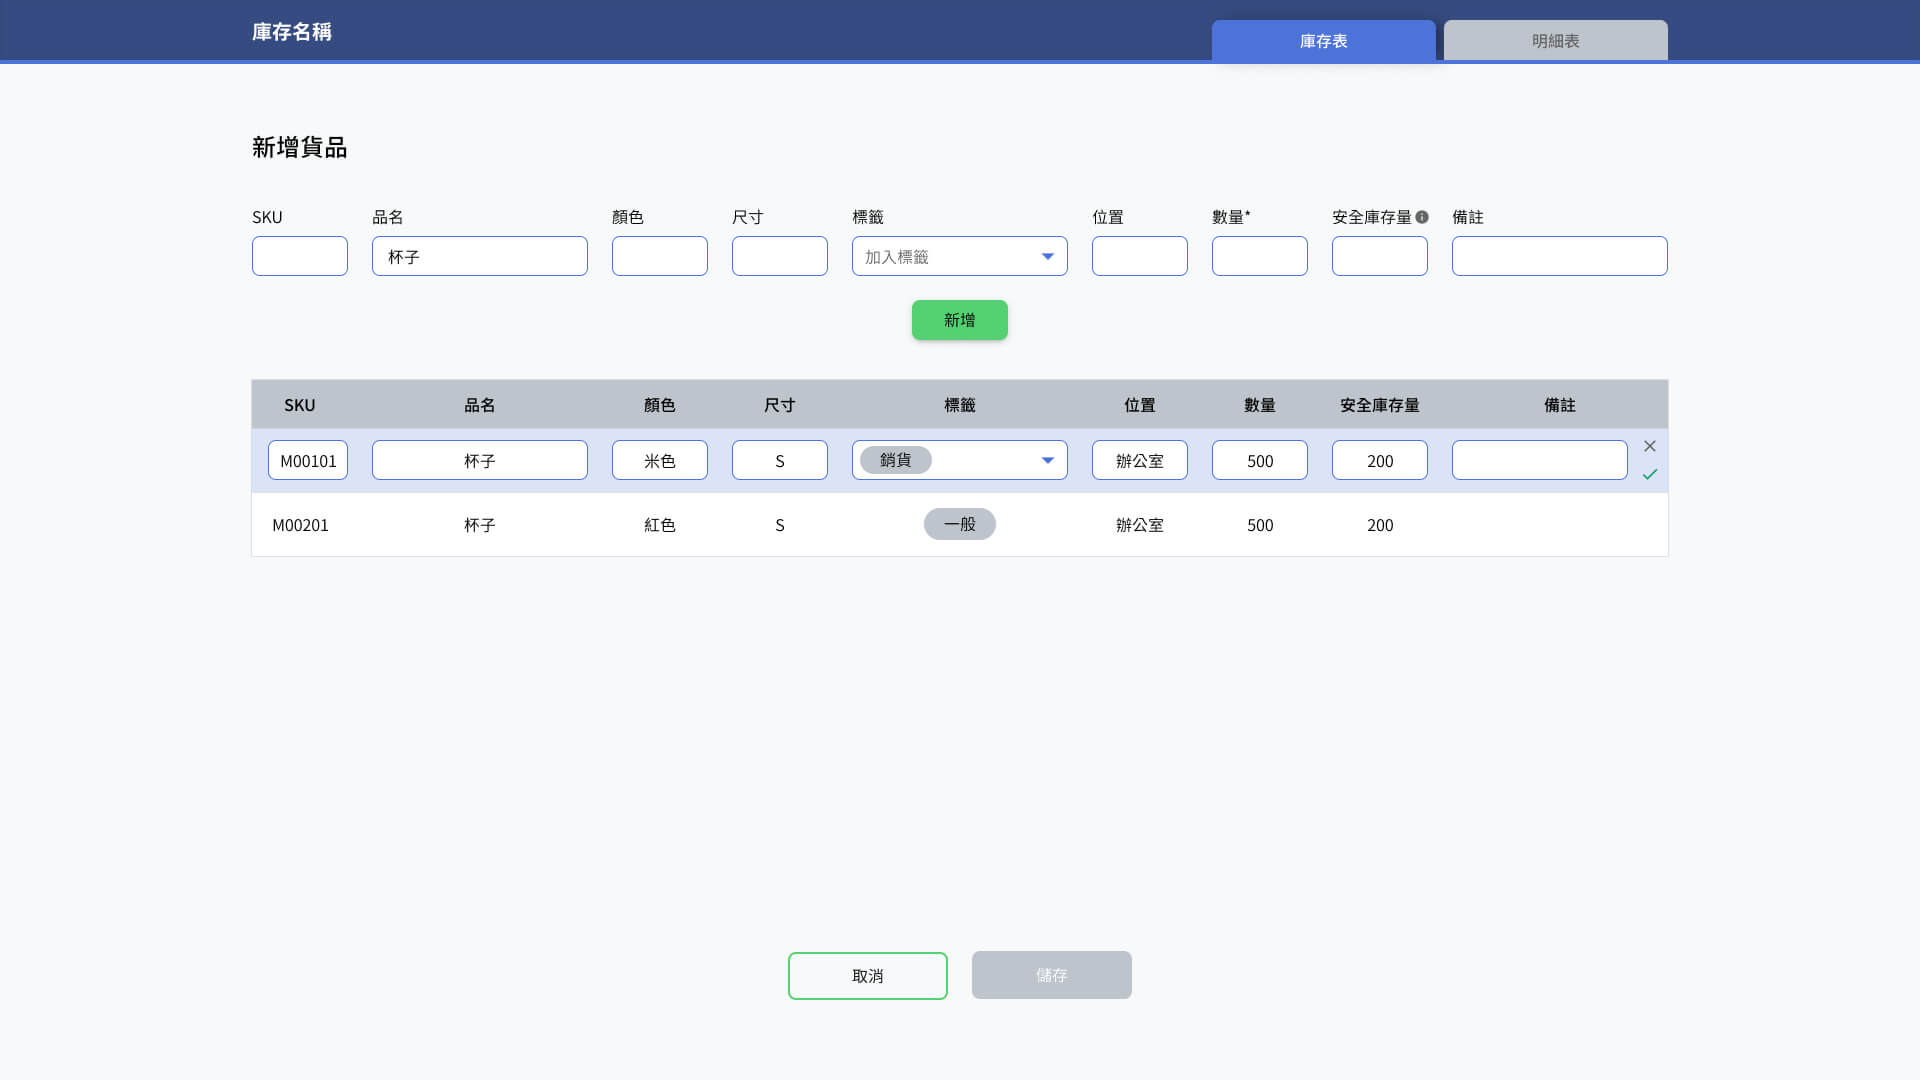 庫存名稱 庫存表 明細表
新增貨品
SKU 品名 顏色 尺寸 標籤 位置 數量* 安全庫存量 備註
杯子 加入標籤
新增
SKU 品名 顏色 尺寸 標籤 位置 數量 安全庫存量 備註
M00101 杯子 米色 S 銷貨 辦公室 500 200
M00201 杯子 紅色 S 一般 辦公室 500 200
取消 儲存